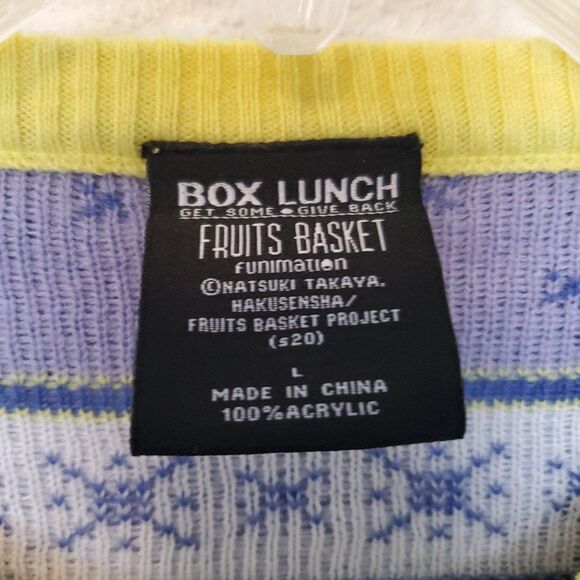 BOX LUNCH
GET SOME GIVE BACK
FRUITS BASKET
FUNIMATION
©NATSUKI TAKAYA.
HAKUSENSHA/
FRUITS BASKET PROJECT
(s20)
L
MADE IN CHINA
100% ACRYLIC